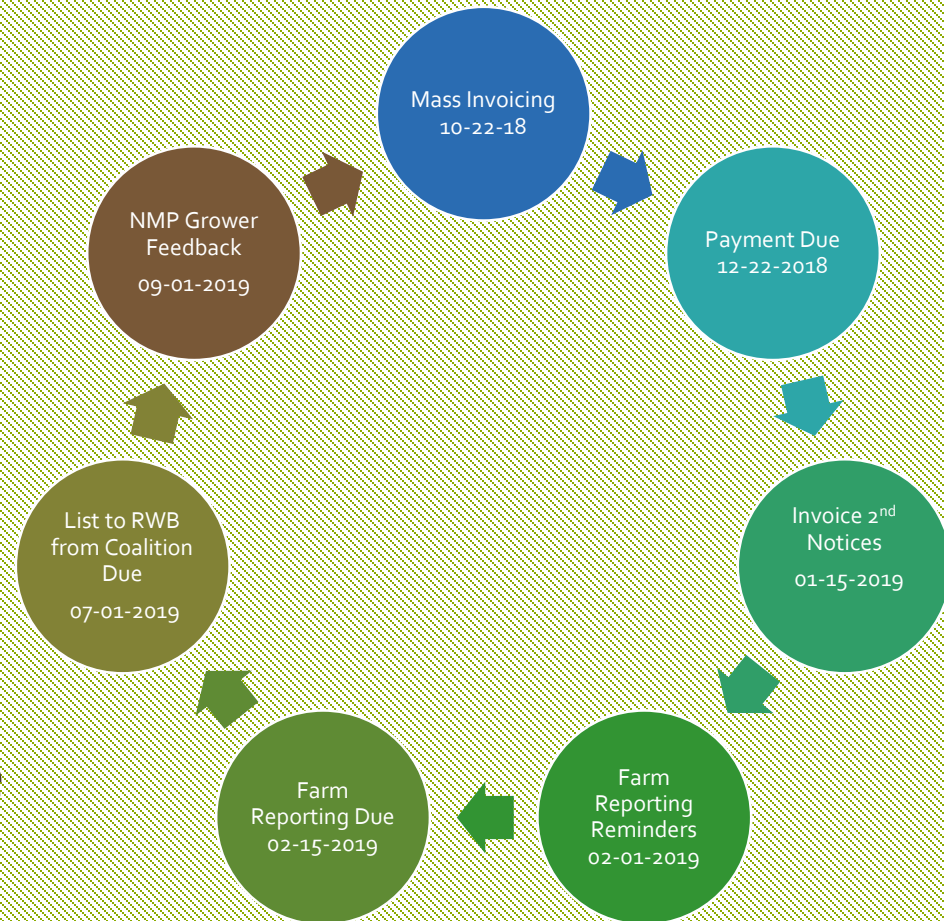 Mass Invoicing
10-22-18
Payment Due
12-22-2018
Invoice 2nd
Notices
01-15-2019
Farm
Reporting
Reminders
02-01-2019
Farm
Reporting Due
02-15-2019
List to RWB
from Coalition
Due
07-01-2019
NMP Grower
Feedback
09-01-2019